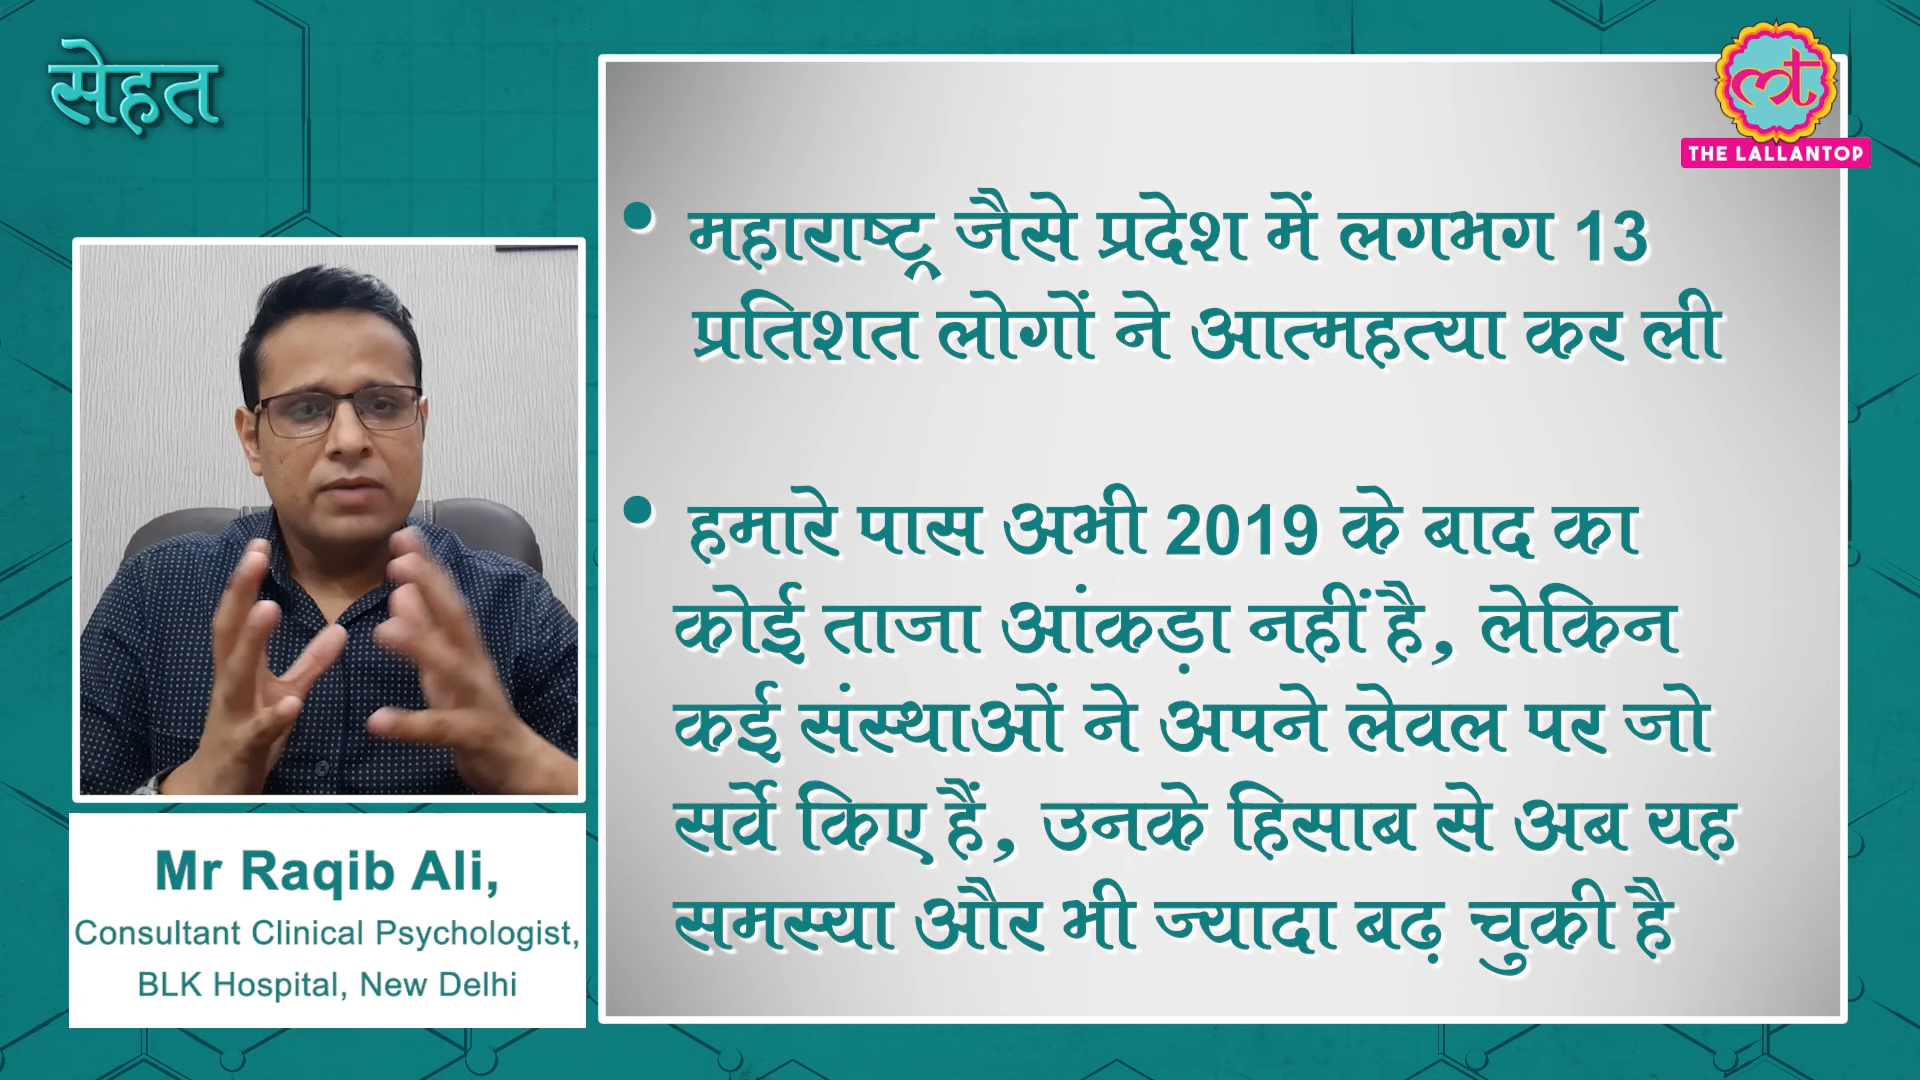 सेहत
mt
THE LALLANTOP
• महाराष्ट्र जैसे प्रदेश में लगभग 13
प्रतिशत लोगों ने आत्महत्या कर ली
• हमारे पास अभी 2019 के बाद का
कोई ताजा आंकड़ा नहीं है, लेकिन
कई संस्थाओं ने अपने लेवल पर जो
सर्वे किए हैं, उनके हिसाब से अब यह
समस्या और भी ज्यादा बढ़ चुकी है
Mr Raqib Ali,
Consultant Clinical Psychologist,
BLK Hospital, New Delhi